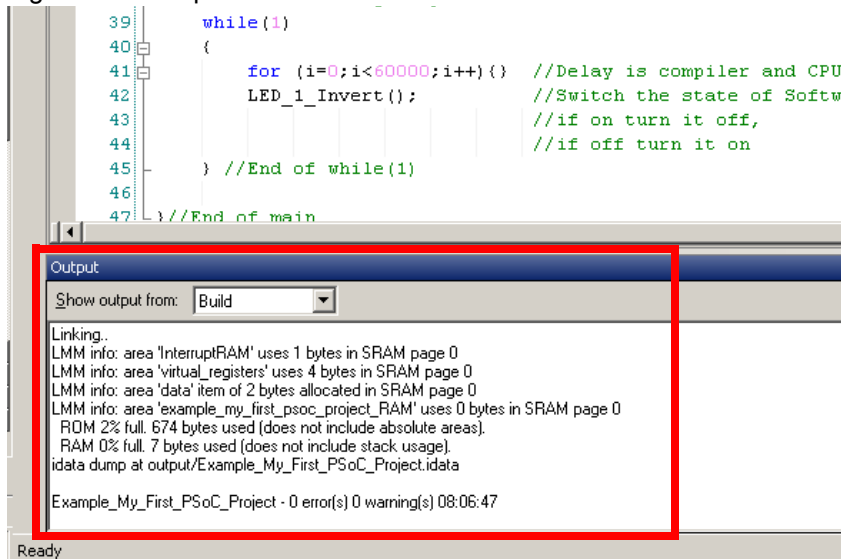 39 while(1)
40 {
41 for (i=0;i<60000;i++){} //Delay is compiler and CPU
42 LED_1_Invert(); //Switch the state of Softw
43 //if on turn it off,
44 //if off turn it on
45 } //End of while(1)
46
47 }//End of main
Output
Show output from: Build
Linking..
LMM info: area 'InterruptRAM' uses 1 bytes in SRAM page 0
LMM info: area 'virtual_registers' uses 4 bytes in SRAM page 0
LMM info: area 'data' item of 2 bytes allocated in SRAM page 0
LMM info: area 'example_my_first_psoc_project_RAM' uses 0 bytes in SRAM page 0
ROM 2% full. 674 bytes used (does not include absolute areas).
RAM 0% full. 7 bytes used (does not include stack usage).
idata dump at output/Example_My_First_PSoC_Project.idata
Example_My_First_PSoC_Project - 0 error(s) 0 warning(s) 08:06:47
Ready